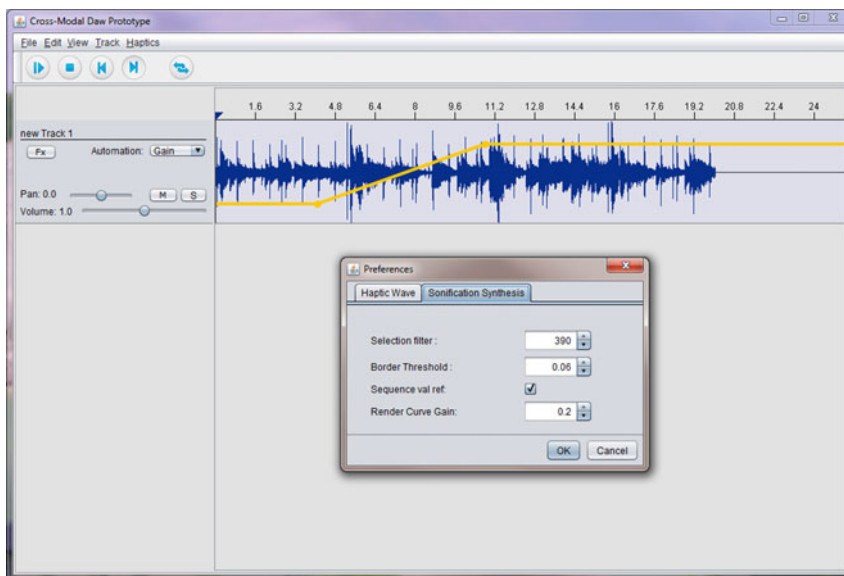 Cross-Modal Daw Prototype
File Edit View Track Haptics
1.6 3.2 4.8 6.4 8 9.6 11.2 12.8 14.4 16 17.6 19.2 20.8 22.4 24
new Track 1
Fx Automation: Gain
Pan: 0.0 M S
Volume: 1.0
Preferences
Haptic Wave Sonification Synthesis
Selection filter : 390
Border Threshold : 0.06
Sequence val ref:
Render Curve Gain: 0.2
OK Cancel